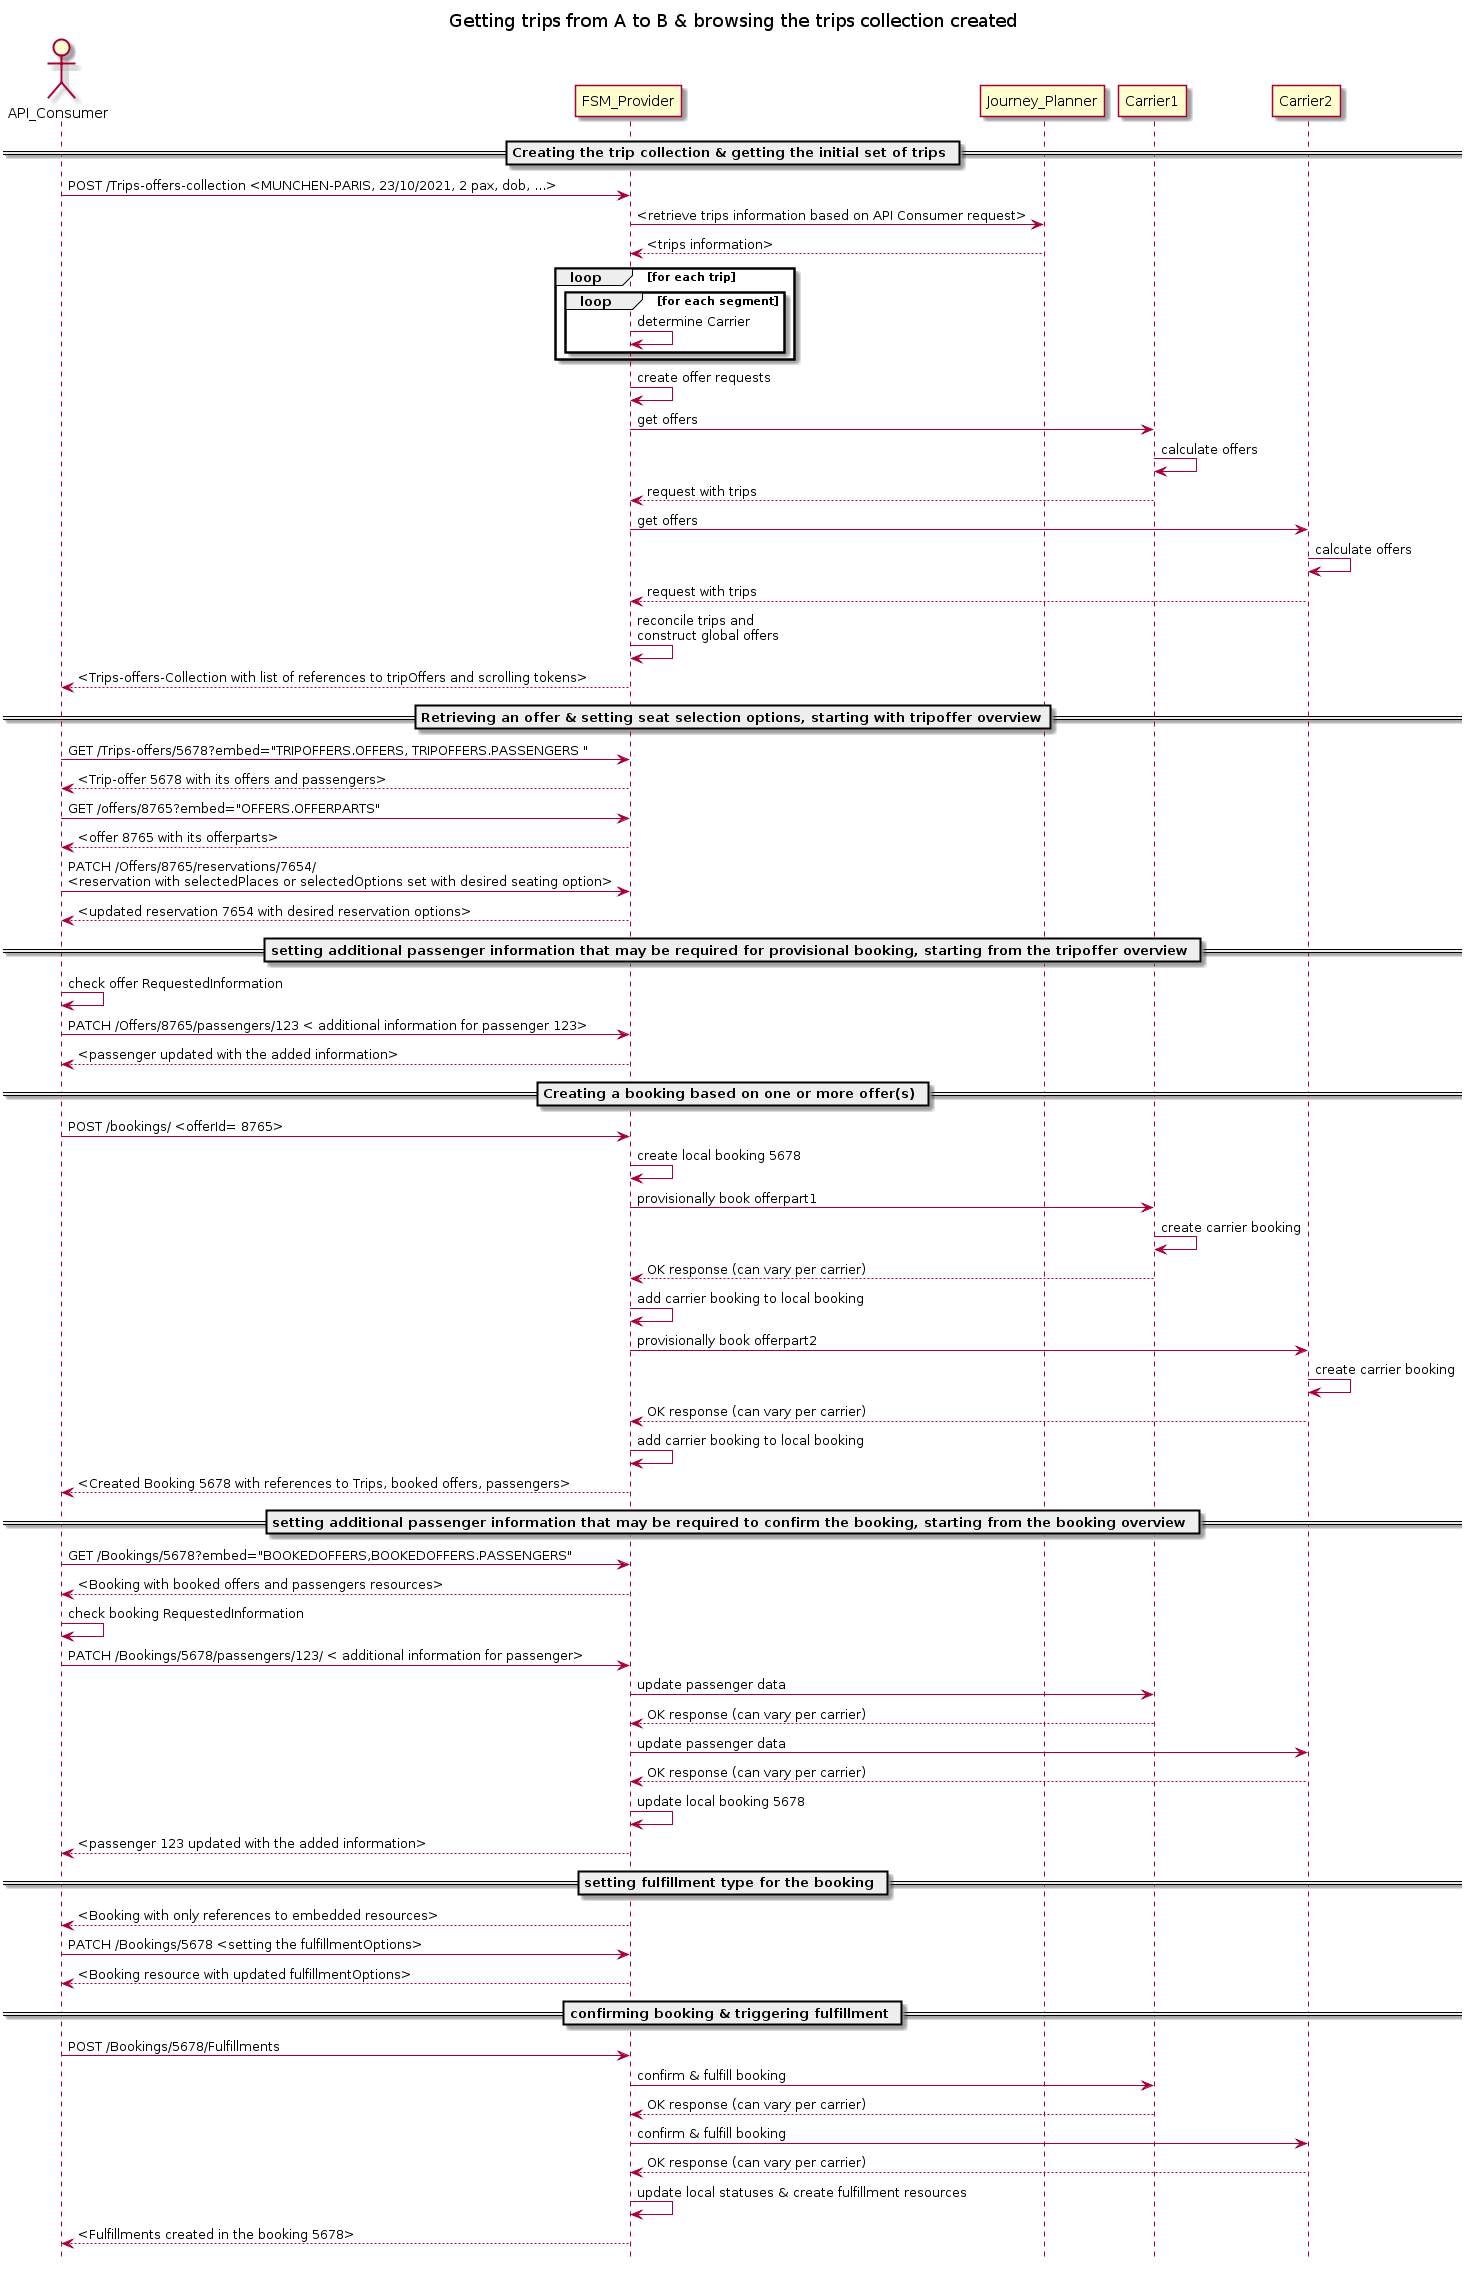 Getting trips from A to B & browsing the trips collection created
API_Consumer
FSM_Provider
Journey_Planner
Carrier1
Carrier2
Creating the trip collection & getting the initial set of trips
POST /Trips-offers-collection <MUNCHEN-PARIS, 23/10/2021, 2 pax, dob, ...>
<retrieve trips information based on API Consumer request>
<trips information>
loop [for each trip]
loop [for each segment]
determine Carrier
create offer requests
get offers
calculate offers
request with trips
get offers
calculate offers
request with trips
reconcile trips and
construct global offers
<Trips-offers-Collection with list of references to tripOffers and scrolling tokens>
Retrieving an offer & setting seat selection options, starting with tripoffer overview
GET /Trips-offers/5678?embed="TRIPOFFERS.OFFERS, TRIPOFFERS.PASSENGERS "
<Trip-offer 5678 with its offers and passengers>
GET /offers/8765?embed="OFFERS.OFFERPARTS"
<offer 8765 with its offerparts>
PATCH /Offers/8765/reservations/7654/
<reservation with selectedPlaces or selectedOptions set with desired seating option>
<updated reservation 7654 with desired reservation options>
setting additional passenger information that may be required for provisional booking, starting from the tripoffer overview
check offer RequestedInformation
PATCH /Offers/8765/passengers/123 < additional information for passenger 123>
<passenger updated with the added information>
Creating a booking based on one or more offer(s)
POST /bookings/ <offerId= 8765>
create local booking 5678
provisionally book offerpart1
create carrier booking
OK response (can vary per carrier)
add carrier booking to local booking
provisionally book offerpart2
create carrier booking
OK response (can vary per carrier)
add carrier booking to local booking
<Created Booking 5678 with references to Trips, booked offers, passengers>
setting additional passenger information that may be required to confirm the booking, starting from the booking overview
GET /Bookings/5678?embed="BOOKEDOFFERS,BOOKEDOFFERS.PASSENGERS"
<Booking with booked offers and passengers resources>
check booking RequestedInformation
PATCH /Bookings/5678/passengers/123/ < additional information for passenger>
update passenger data
OK response (can vary per carrier)
update passenger data
OK response (can vary per carrier)
update local booking 5678
<passenger 123 updated with the added information>
setting fulfillment type for the booking
<Booking with only references to embedded resources>
PATCH /Bookings/5678 <setting the fulfillmentOptions>
<Booking resource with updated fulfillmentOptions>
confirming booking & triggering fulfillment
POST /Bookings/5678/Fulfillments
confirm & fulfill booking
OK response (can vary per carrier)
confirm & fulfill booking
OK response (can vary per carrier)
update local statuses & create fulfillment resources
<Fulfillments created in the booking 5678>